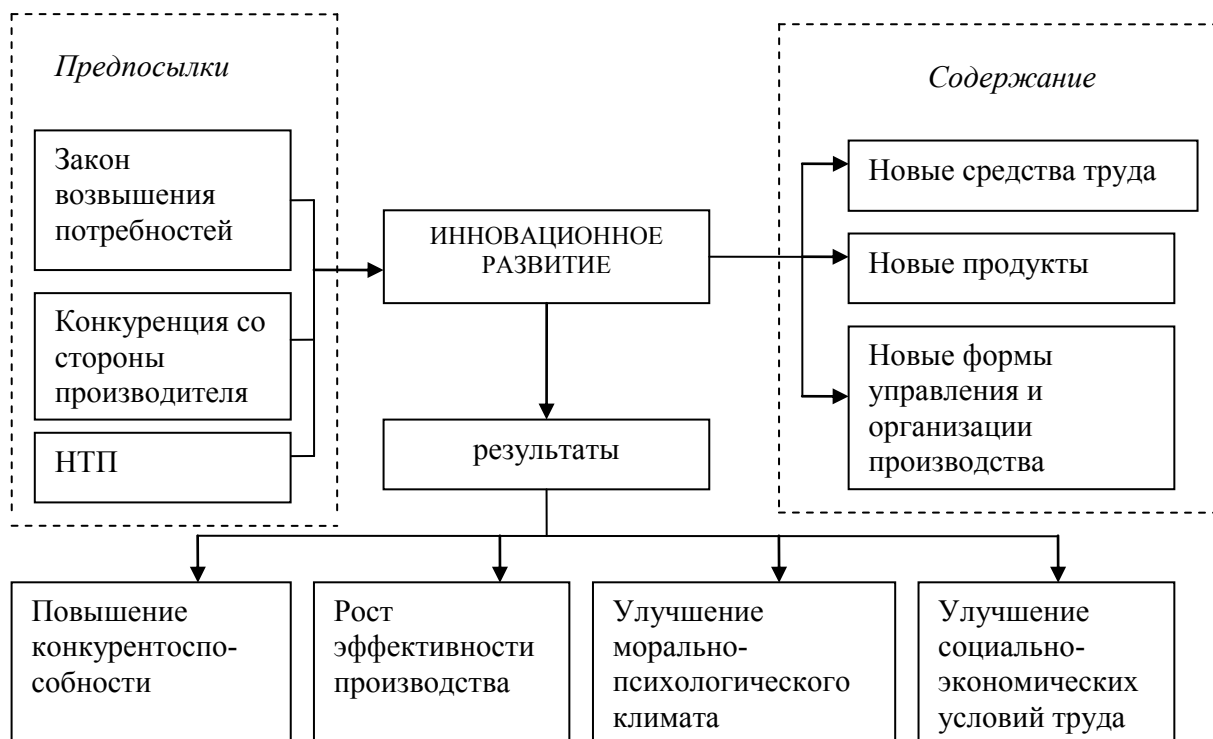 Предпосылки
Закон
возвышения
потребностей
Конкуренция со
стороны
производителя
НТП
ИННОВАЦИОННОЕ
РАЗВИТИЕ
результаты
Содержание
Новые средства труда
Новые продукты
Новые формы
управления и
организации
производства
Повышение
конкурентоспо-
собности
Рост
эффективности
производства
Улучшение
морально-
психологического
климата
Улучшение
социально-
экономических
условий труда